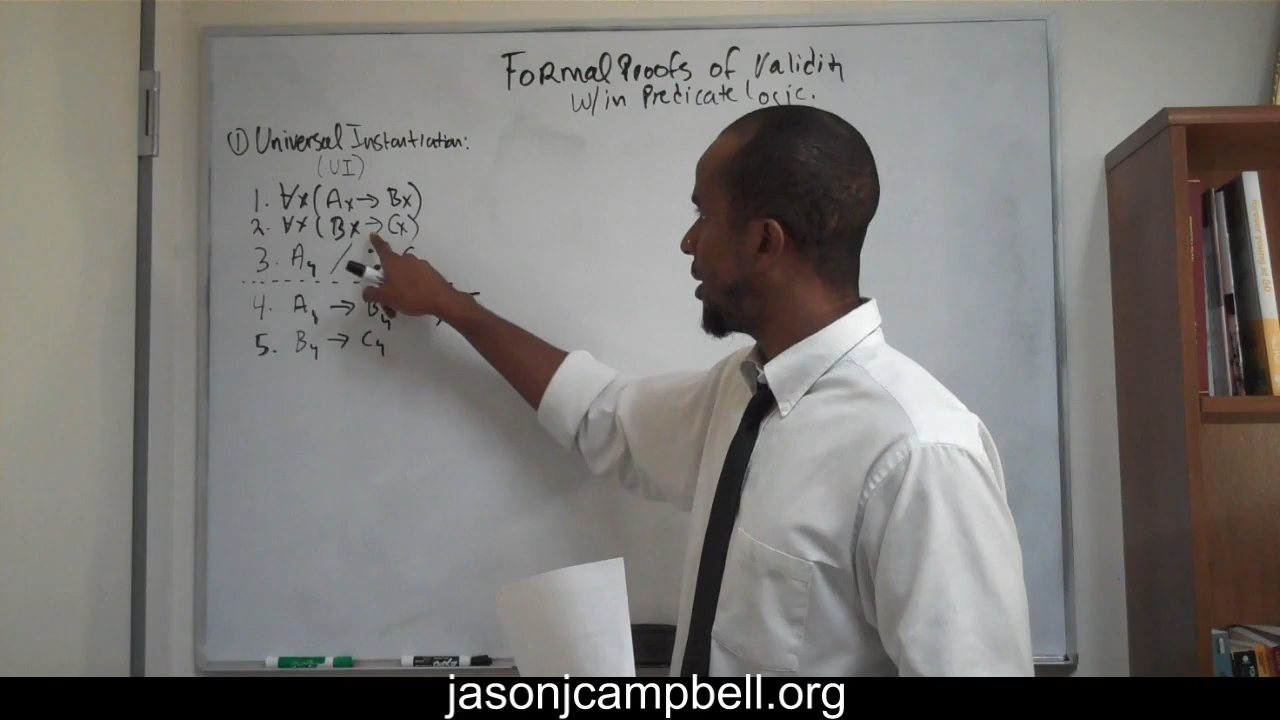 Formal Proofs of Validity
w/in Predicate logic.
① Universal Instantiation:
(UI)
1. ∀x(Ax→Bx)
2. ∀x(Bx→Cx)
3. Ay / ∴ C
4. Ay → By
5. By → Cy
jasonjcampbell.org